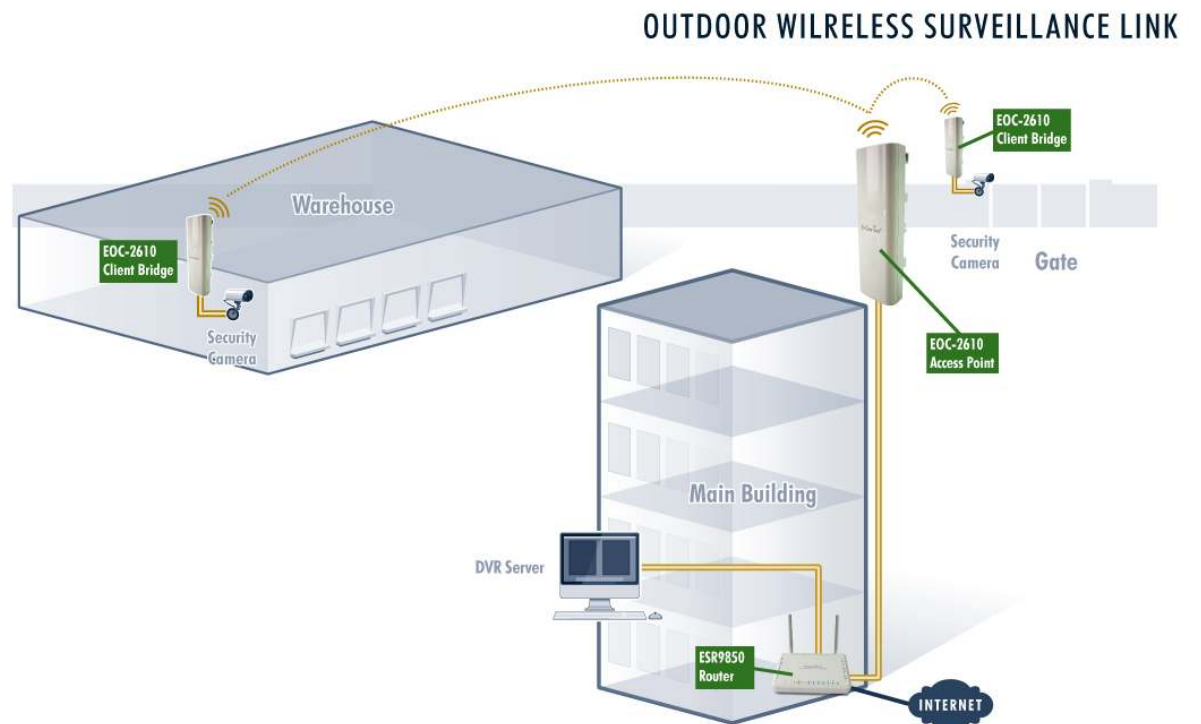 OUTDOOR WILRELESS SURVEILLANCE LINK
EOC-2610
Client Bridge
Warehouse
EOC-2610
Client Bridge
Security
Camera
Gate
Security
Camera
EOC-2610
Access Point
Main Building
DVR Server
ESR9850
Router
INTERNET